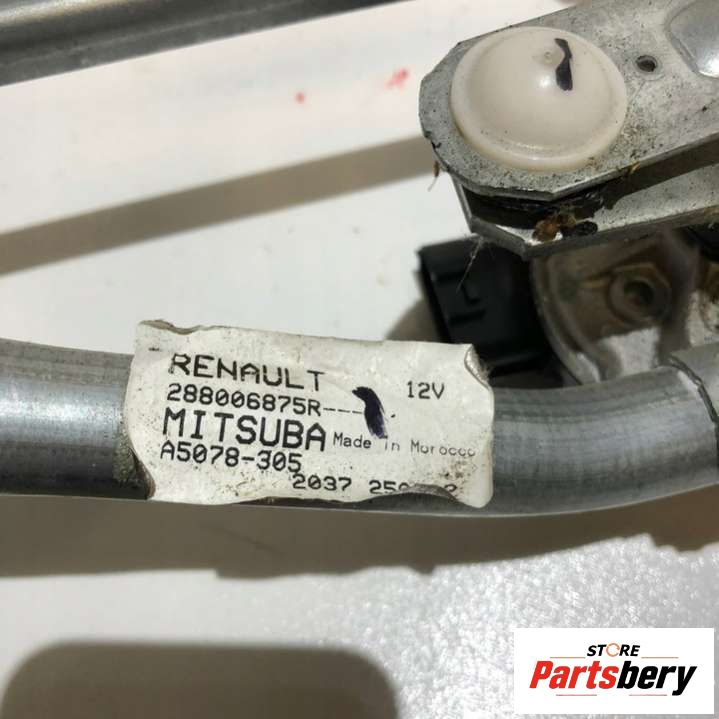 RENAULT 12V
288006875R---
MITSUBA Made in Morocco
A5078-305
2037
STORE
Partsbery